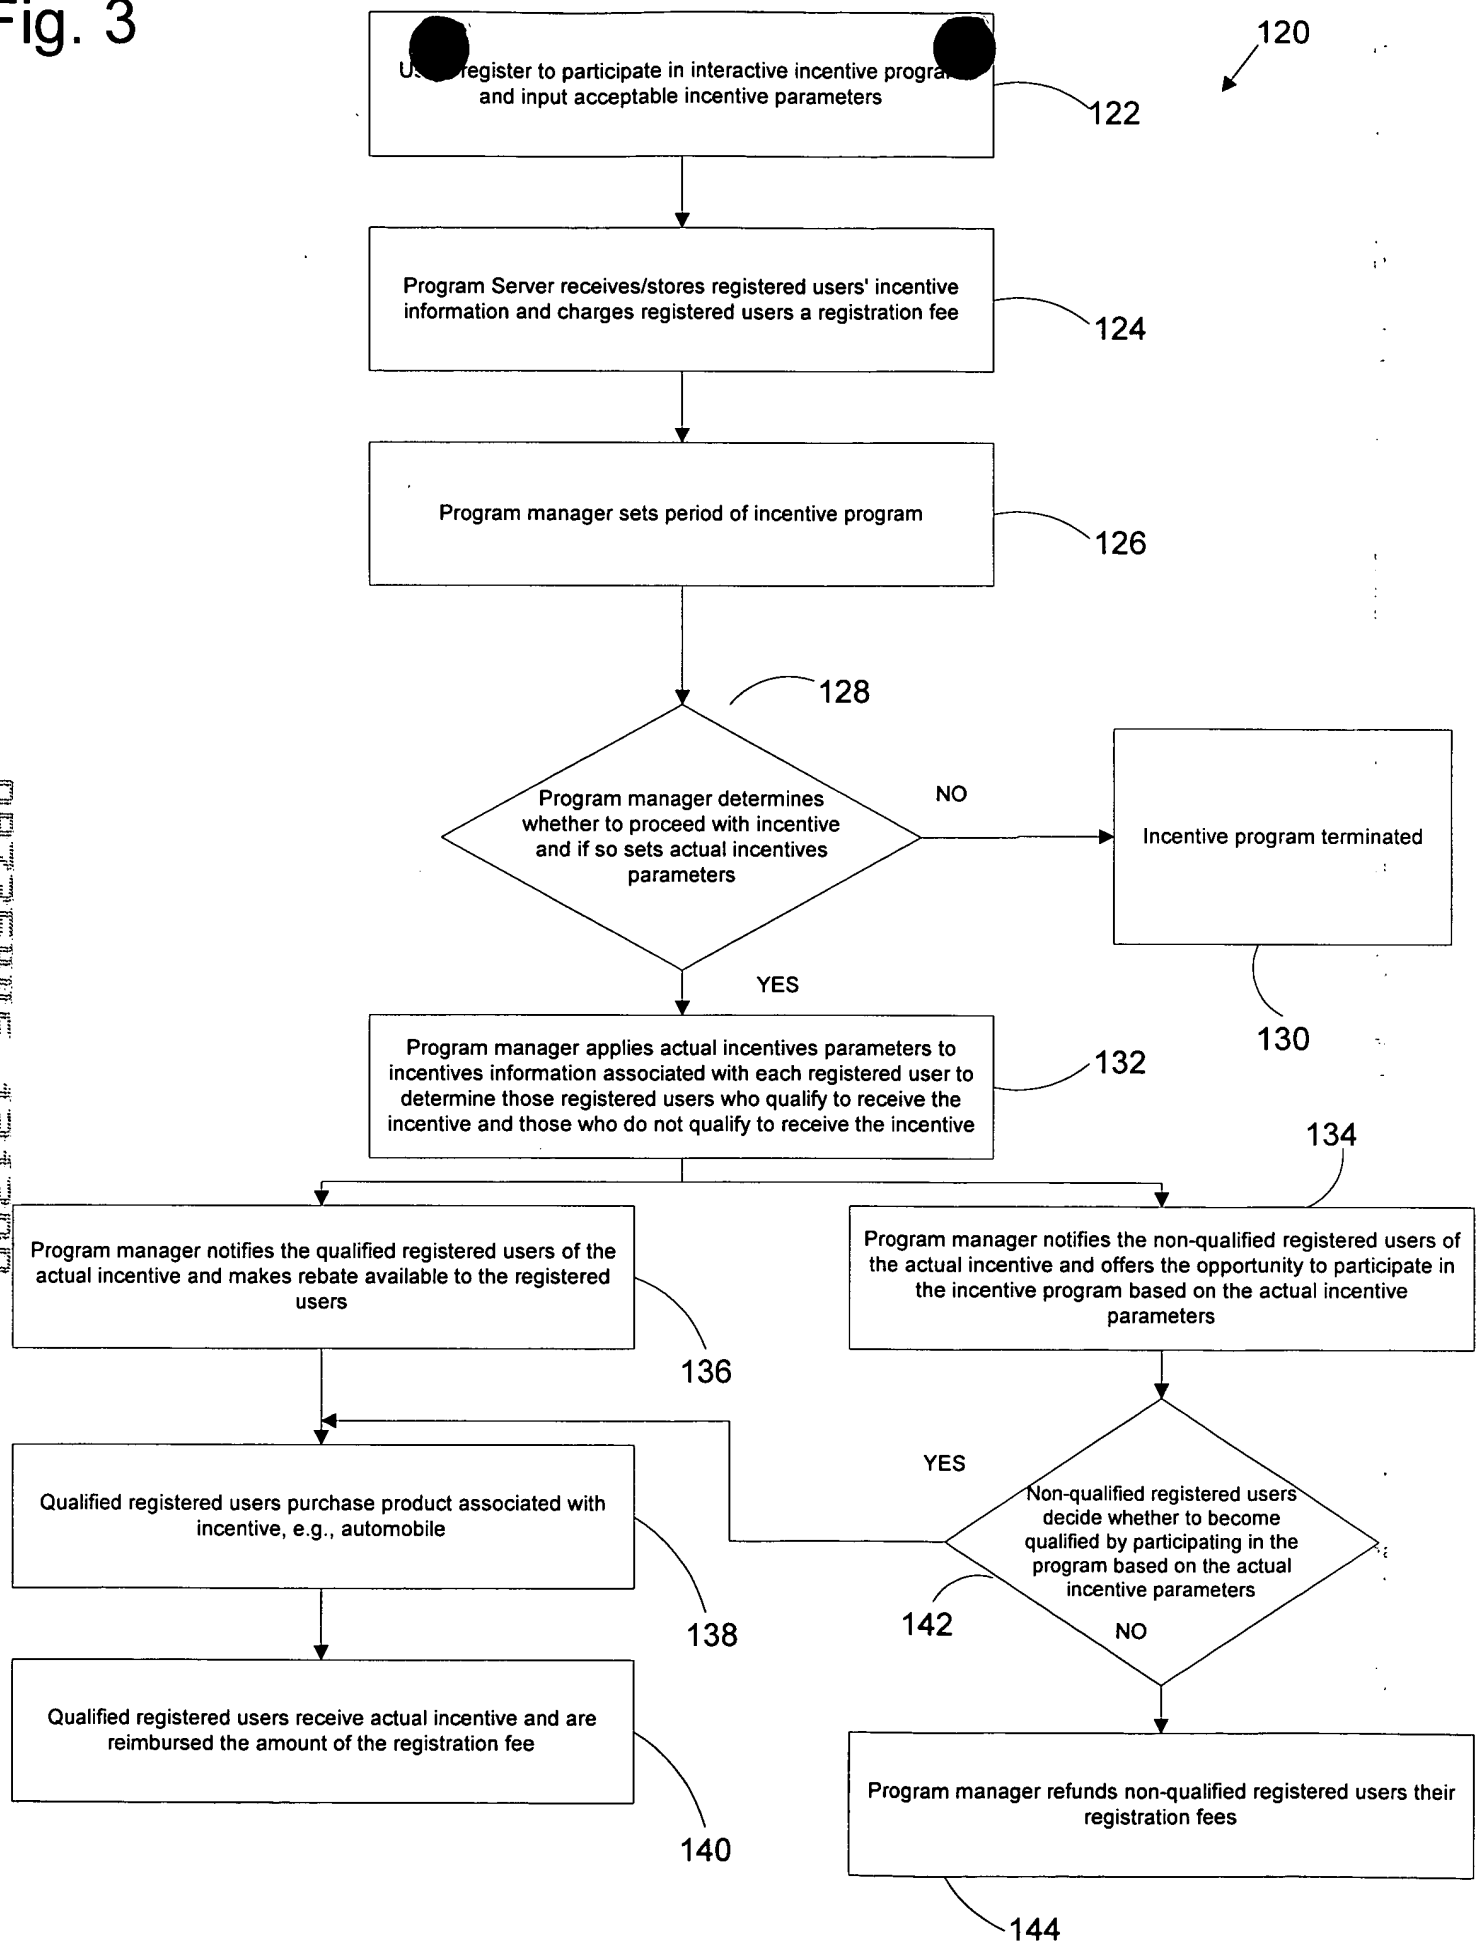 Fig. 3
120
register to participate in interactive incentive
and input acceptable incentive parameters
122
Program Server receives/stores registered users' incentive
information and charges registered users a registration fee
124
Program manager sets period of incentive program
126
128
Program manager determines
whether to proceed with incentive
and if so sets actual incentives
parameters
NO
Incentive program terminated
130
YES
Program manager applies actual incentives parameters to
incentives information associated with each registered user to
determine those registered users who qualify to receive the
incentive and those who do not qualify to receive the incentive
132
134
Program manager notifies the qualified registered users of the
actual incentive and makes rebate available to the registered
users
136
Program manager notifies the non-qualified registered users of
the actual incentive and offers the opportunity to participate in
the incentive program based on the actual incentive
parameters
YES
Non-qualified registered users
decide whether to become
qualified by participating in the
program based on the actual
incentive parameters
142
NO
Qualified registered users purchase product associated with
incentive, e.g., automobile
138
Qualified registered users receive actual incentive and are
reimbursed the amount of the registration fee
140
Program manager refunds non-qualified registered users their
registration fees
144